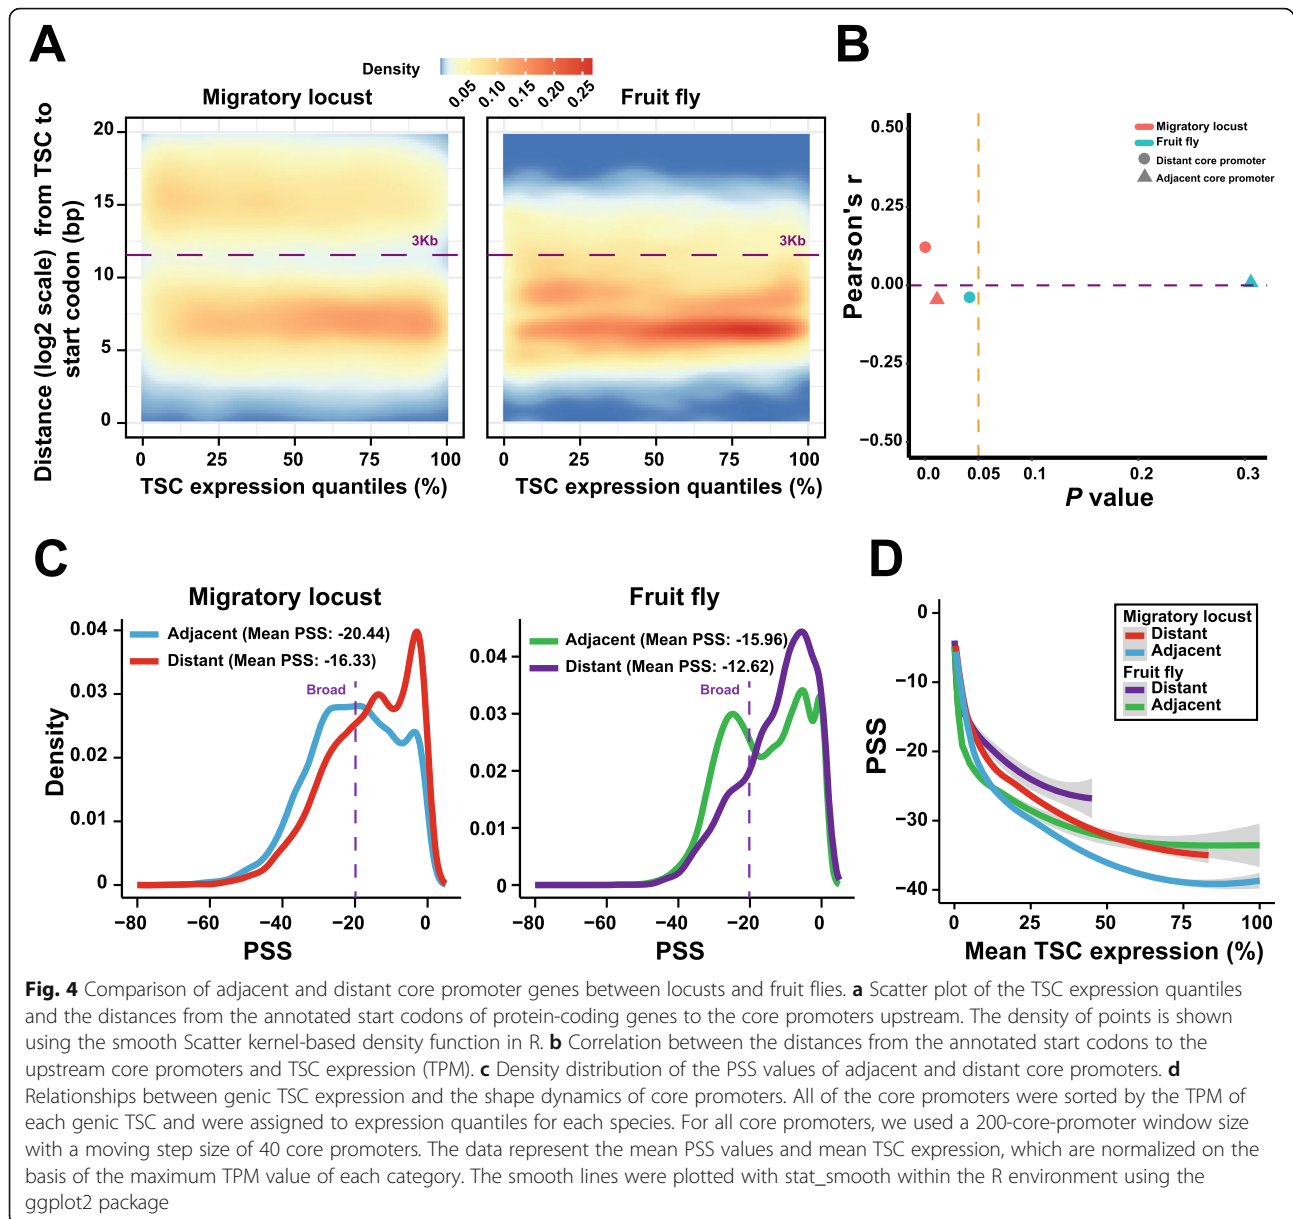 A
Density
0.05
0.10
0.15
0.20
0.25
Migratory locust
Fruit fly
Distance (log2 scale) from TSC to
start codon (bp)
20
15
10
5
0
3Kb
3Kb
0 25 50 75 100
0 25 50 75 100
TSC expression quantiles (%)
TSC expression quantiles (%)
B
Pearson's r
0.50
0.25
0.00
−0.25
−0.50
Migratory locust
Fruit fly
Distant core promoter
Adjacent core promoter
0.0 0.05 0.1 0.2 0.3
P value
C
Migratory locust
Density
0.04
0.03
0.02
0.01
0
Adjacent (Mean PSS: -20.44)
Distant (Mean PSS: -16.33)
Broad
−80 −60 −40 −20 0
PSS
Fruit fly
0.04
0.03
0.02
0.01
0
Adjacent (Mean PSS: -15.96)
Distant (Mean PSS: -12.62)
Broad
−80 −60 −40 −20 0
PSS
D
PSS
0
−10
−20
−30
−40
Migratory locust
Distant
Adjacent
Fruit fly
Distant
Adjacent
0 25 50 75 100
Mean TSC expression (%)
Fig. 4 Comparison of adjacent and distant core promoter genes between locusts and fruit flies. a Scatter plot of the TSC expression quantiles
and the distances from the annotated start codons of protein-coding genes to the core promoters upstream. The density of points is shown
using the smooth Scatter kernel-based density function in R. b Correlation between the distances from the annotated start codons to the
upstream core promoters and TSC expression (TPM). c Density distribution of the PSS values of adjacent and distant core promoters. d
Relationships between genic TSC expression and the shape dynamics of core promoters. All of the core promoters were sorted by the TPM of
each genic TSC and were assigned to expression quantiles for each species. For all core promoters, we used a 200-core-promoter window size
with a moving step size of 40 core promoters. The data represent the mean PSS values and mean TSC expression, which are normalized on the
basis of the maximum TPM value of each category. The smooth lines were plotted with stat_smooth within the R environment using the
ggplot2 package